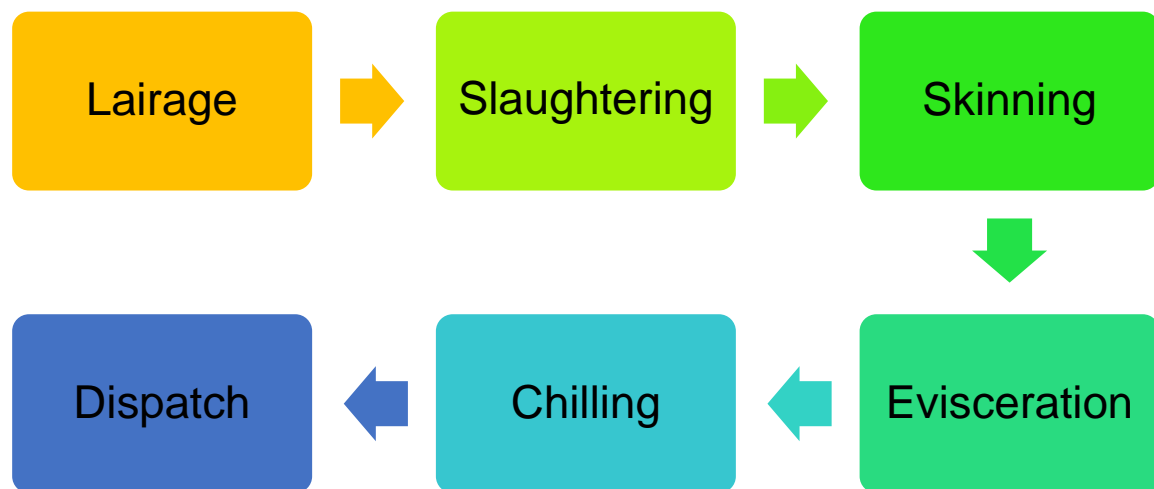 Lairage
Slaughtering
Skinning
Evisceration
Chilling
Dispatch